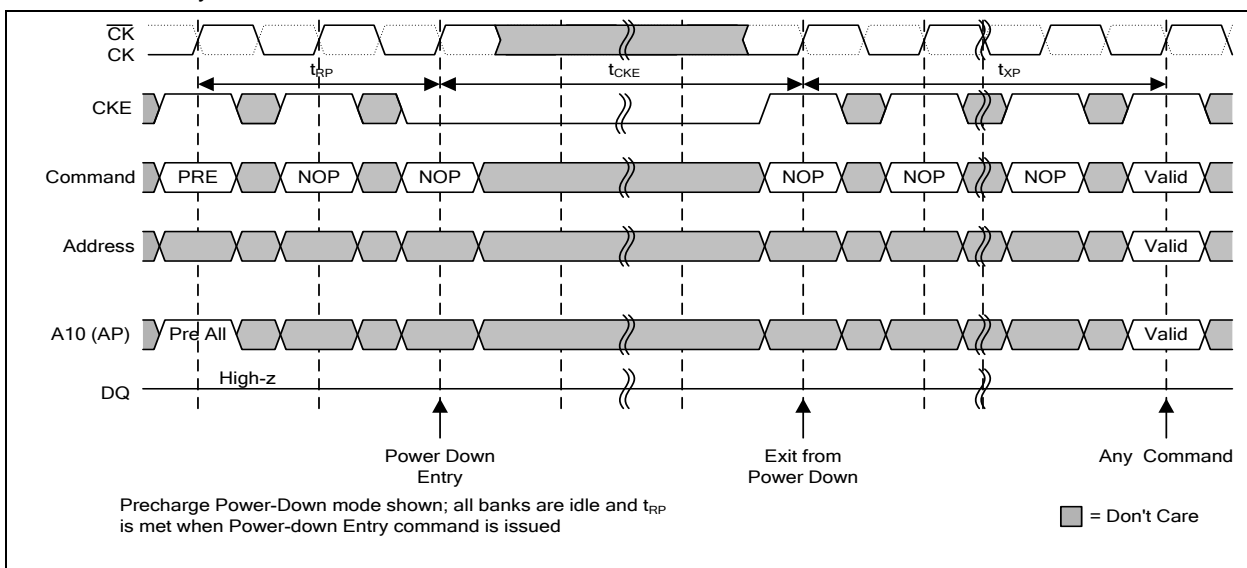 CK
CK
tRP
tCKE
tXP
CKE
Command
PRE
NOP
NOP
NOP
NOP
NOP
Valid
Address
Valid
A10 (AP)
Pre All
Valid
DQ
High-z
Power Down
Entry
Exit from
Power Down
Any Command
Precharge Power-Down mode shown; all banks are idle and tRP
is met when Power-down Entry command is issued
= Don't Care